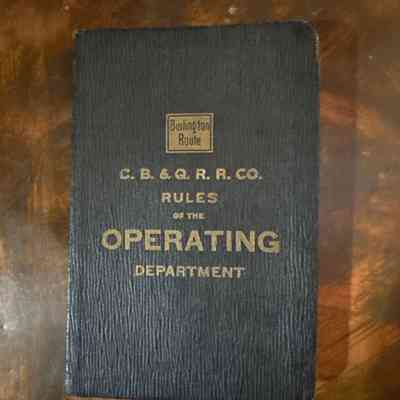 Burlington
Route
C. B. & Q. R. R. CO.
RULES
OF THE
OPERATING
DEPARTMENT